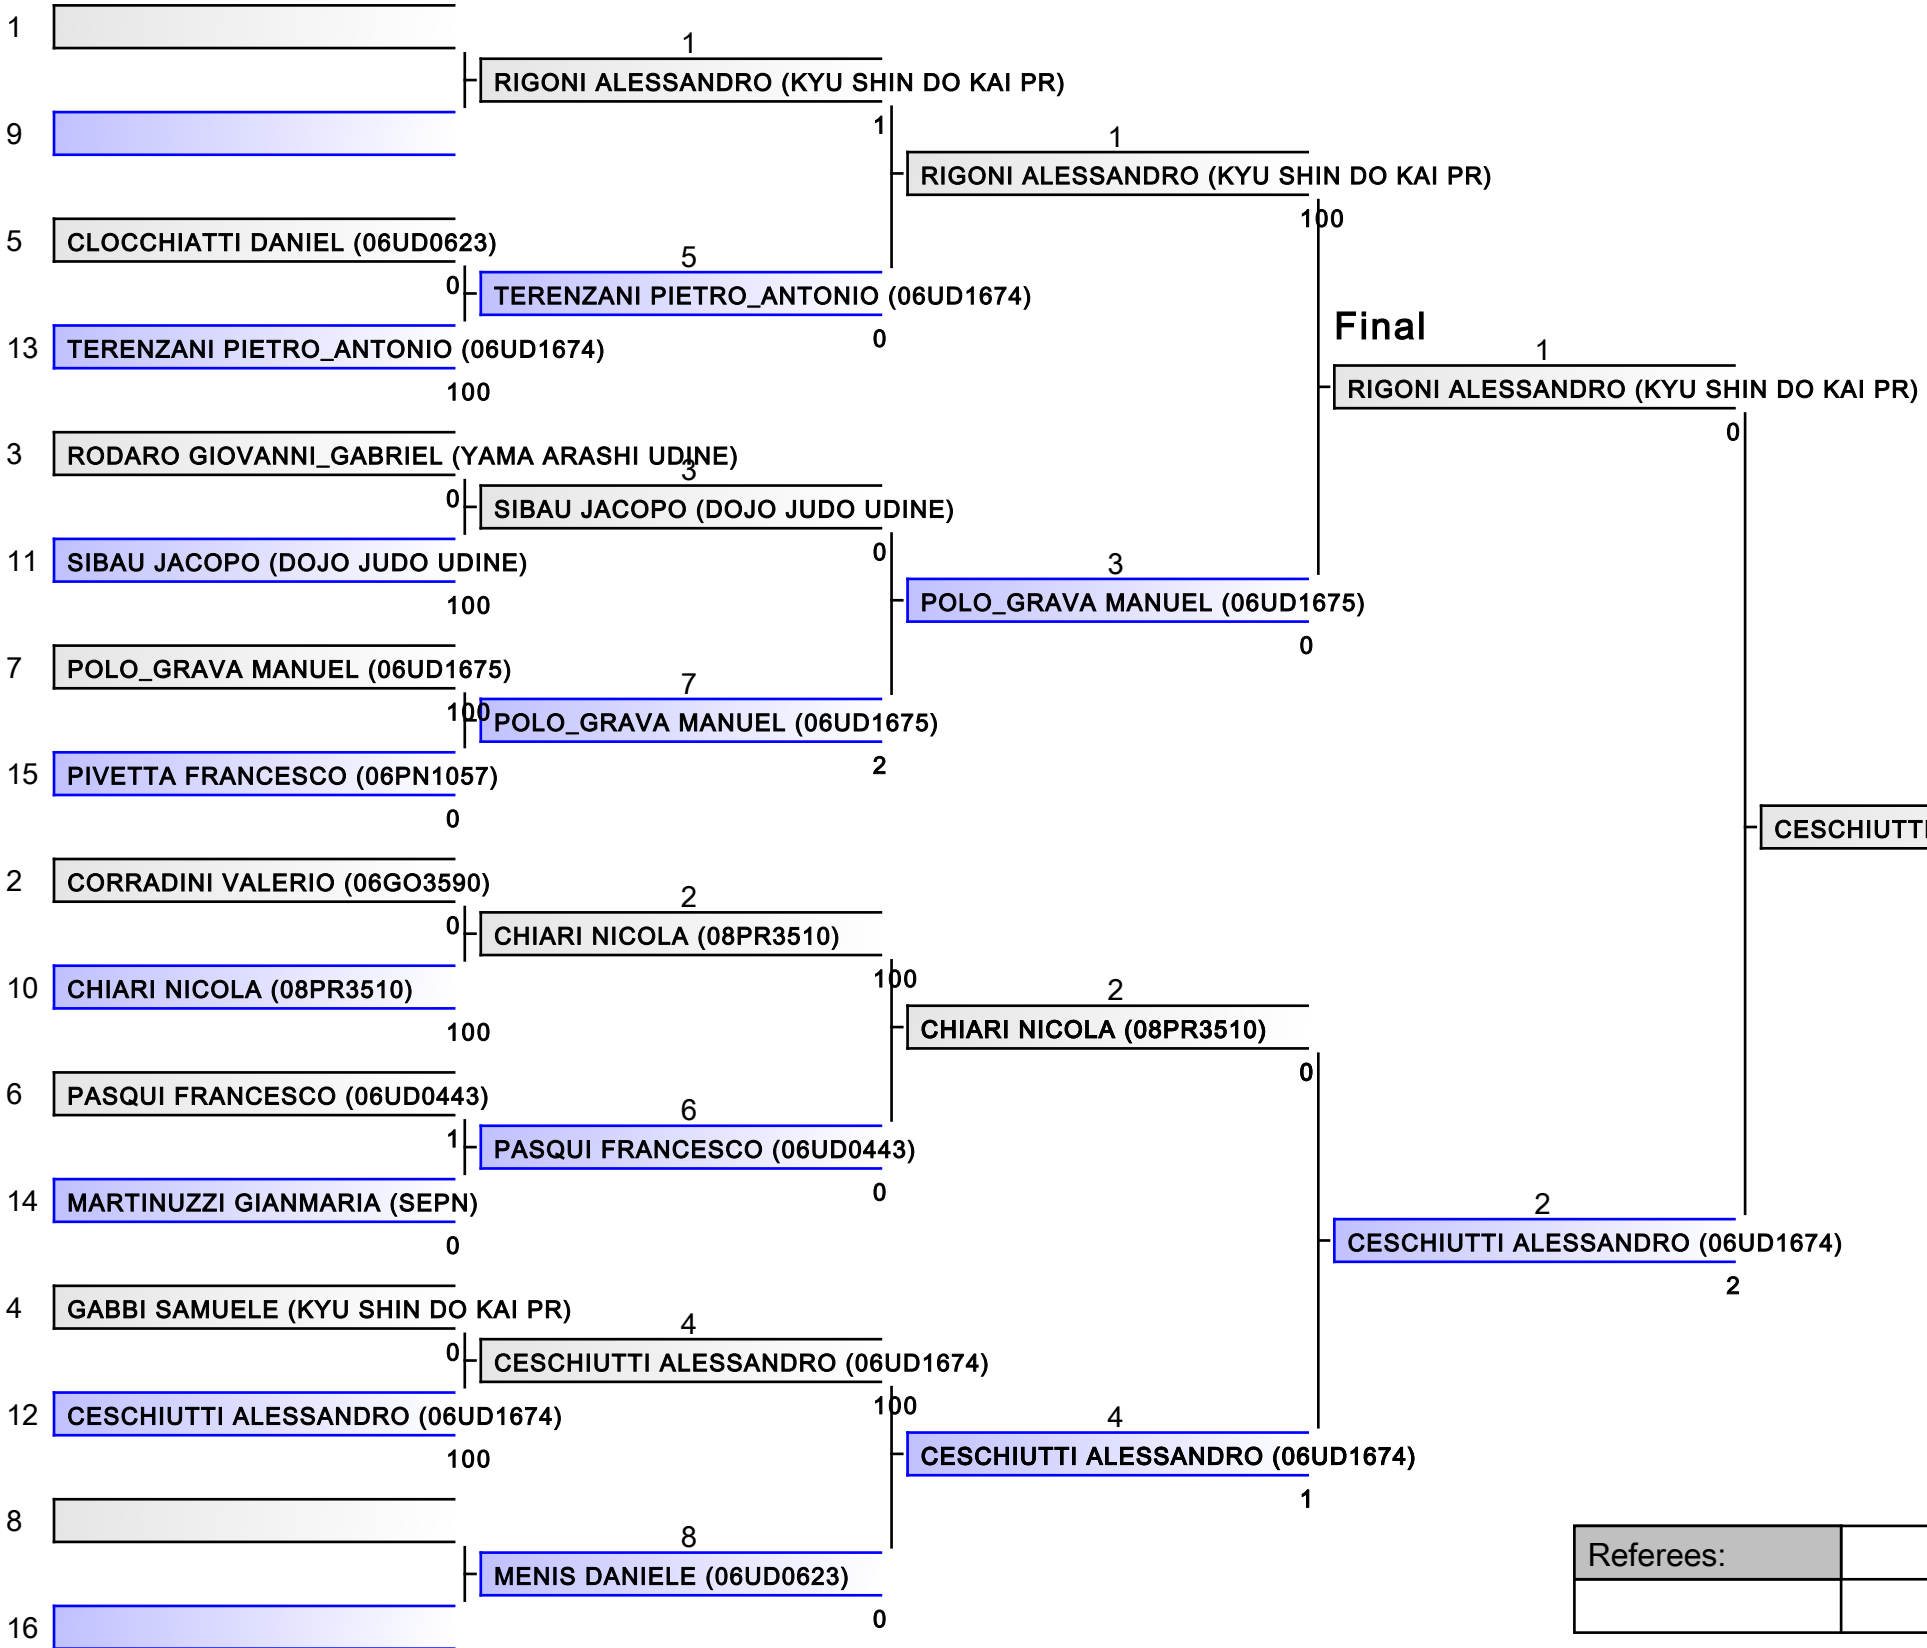 1
1
RIGONI ALESSANDRO (KYU SHIN DO KAI PR)
9
1
1
RIGONI ALESSANDRO (KYU SHIN DO KAI PR)
100
5
CLOCCHIATTI DANIEL (06UD0623)
0
5
TERENZANI PIETRO_ANTONIO (06UD1674)
0
13
TERENZANI PIETRO_ANTONIO (06UD1674)
100
Final
1
RIGONI ALESSANDRO (KYU SHIN DO KAI PR)
0
3
RODARO GIOVANNI_GABRIEL (YAMA ARASHI UDINE)
0
3
SIBAU JACOPO (DOJO JUDO UDINE)
0
11
SIBAU JACOPO (DOJO JUDO UDINE)
100
3
POLO_GRAVA MANUEL (06UD1675)
0
7
POLO_GRAVA MANUEL (06UD1675)
100
7
POLO_GRAVA MANUEL (06UD1675)
2
15
PIVETTA FRANCESCO (06PN1057)
0
CESCHIUTTI
2
CORRADINI VALERIO (06GO3590)
0
2
CHIARI NICOLA (08PR3510)
100
10
CHIARI NICOLA (08PR3510)
100
2
CHIARI NICOLA (08PR3510)
0
6
PASQUI FRANCESCO (06UD0443)
1
6
PASQUI FRANCESCO (06UD0443)
0
14
MARTINUZZI GIANMARIA (SEPN)
0
2
CESCHIUTTI ALESSANDRO (06UD1674)
2
4
GABBI SAMUELE (KYU SHIN DO KAI PR)
0
4
CESCHIUTTI ALESSANDRO (06UD1674)
100
12
CESCHIUTTI ALESSANDRO (06UD1674)
100
4
CESCHIUTTI ALESSANDRO (06UD1674)
1
8
8
MENIS DANIELE (06UD0623)
0
16
Referees: